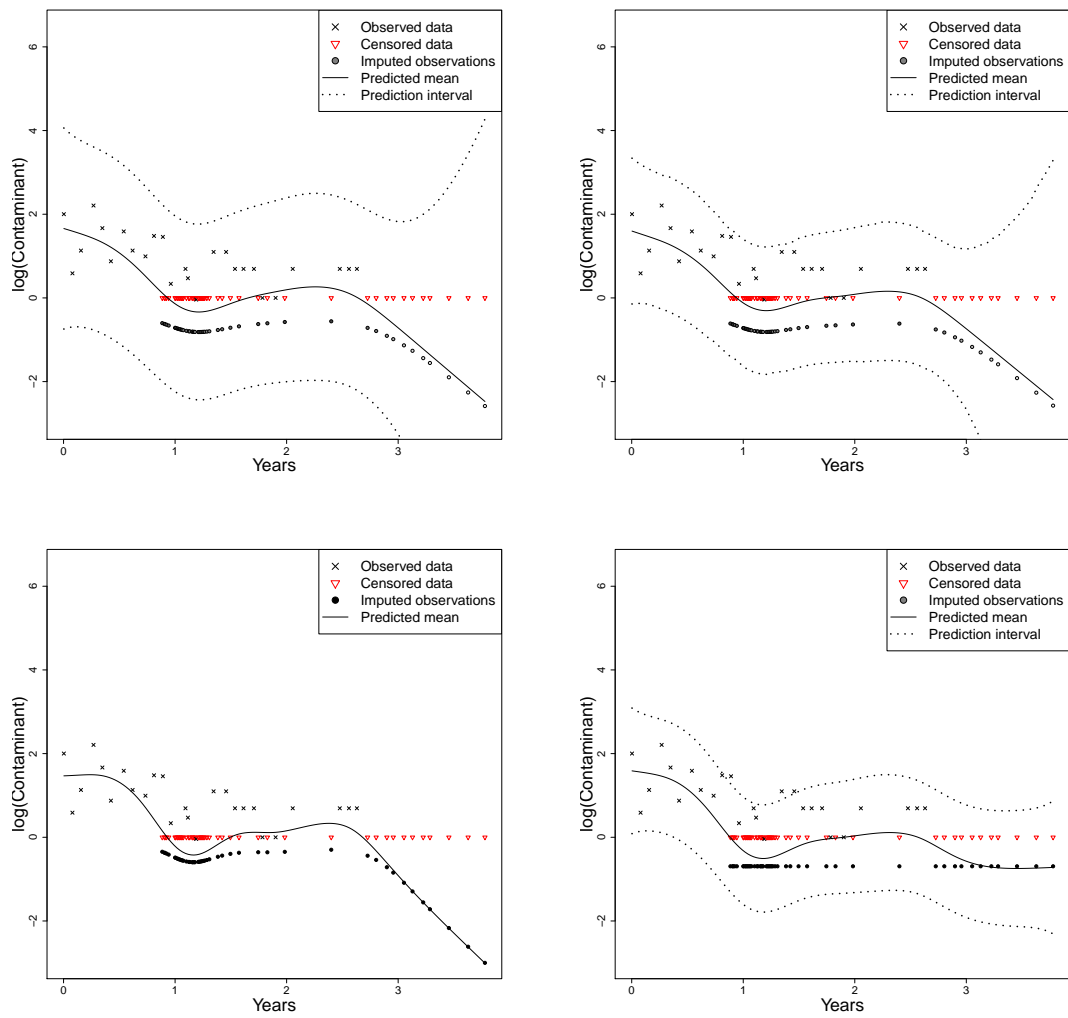 Observed data
Censored data
Imputed observations
Predicted mean
Prediction interval
log(Contaminant)
6
4
2
0
−2
0 1 2 3
Years
Observed data
Censored data
Imputed observations
Predicted mean
Prediction interval
log(Contaminant)
6
4
2
0
−2
0 1 2 3
Years
Observed data
Censored data
Imputed observations
Predicted mean
log(Contaminant)
6
4
2
0
−2
0 1 2 3
Years
Observed data
Censored data
Imputed observations
Predicted mean
Prediction interval
log(Contaminant)
6
4
2
0
−2
0 1 2 3
Years